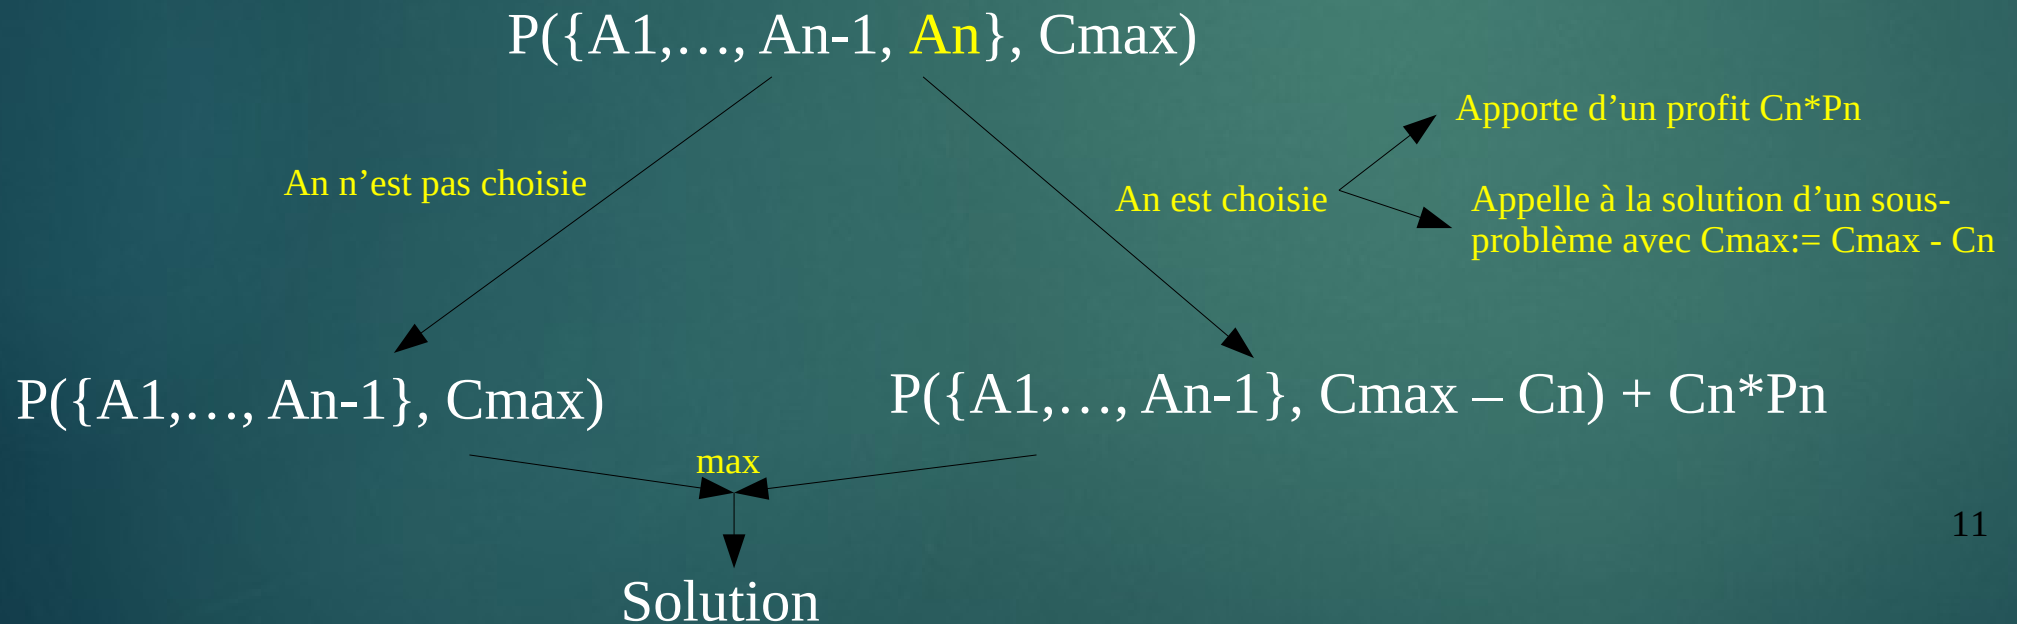 P({A1,…, An-1, An}, Cmax)
Apporte d’un profit Cn*Pn
An n’est pas choisie
An est choisie
Appelle à la solution d’un sous-
problème avec Cmax:= Cmax - Cn
P({A1,…, An-1}, Cmax)
P({A1,…, An-1}, Cmax – Cn) + Cn*Pn
max
11
Solution